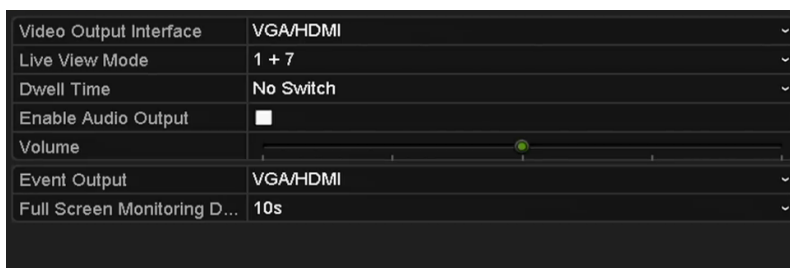 Video Output Interface VGA/HDMI
Live View Mode 1 + 7
Dwell Time No Switch
Enable Audio Output
Volume
Event Output VGA/HDMI
Full Screen Monitoring D... 10s